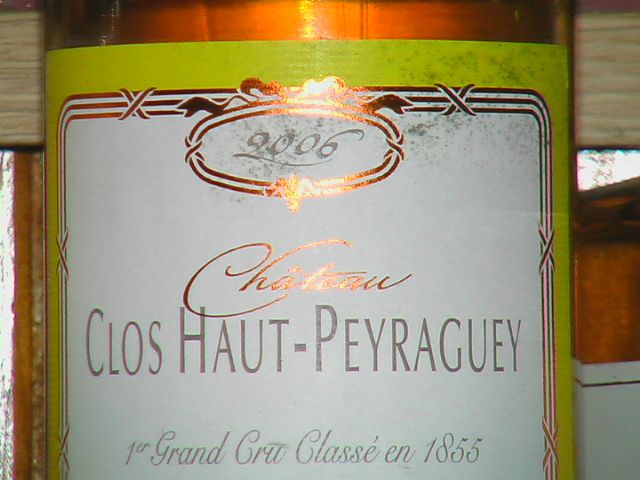 2006
Château
CLOS HAUT-PEYRAGUEY
1er Grand Cru Classé en 1855